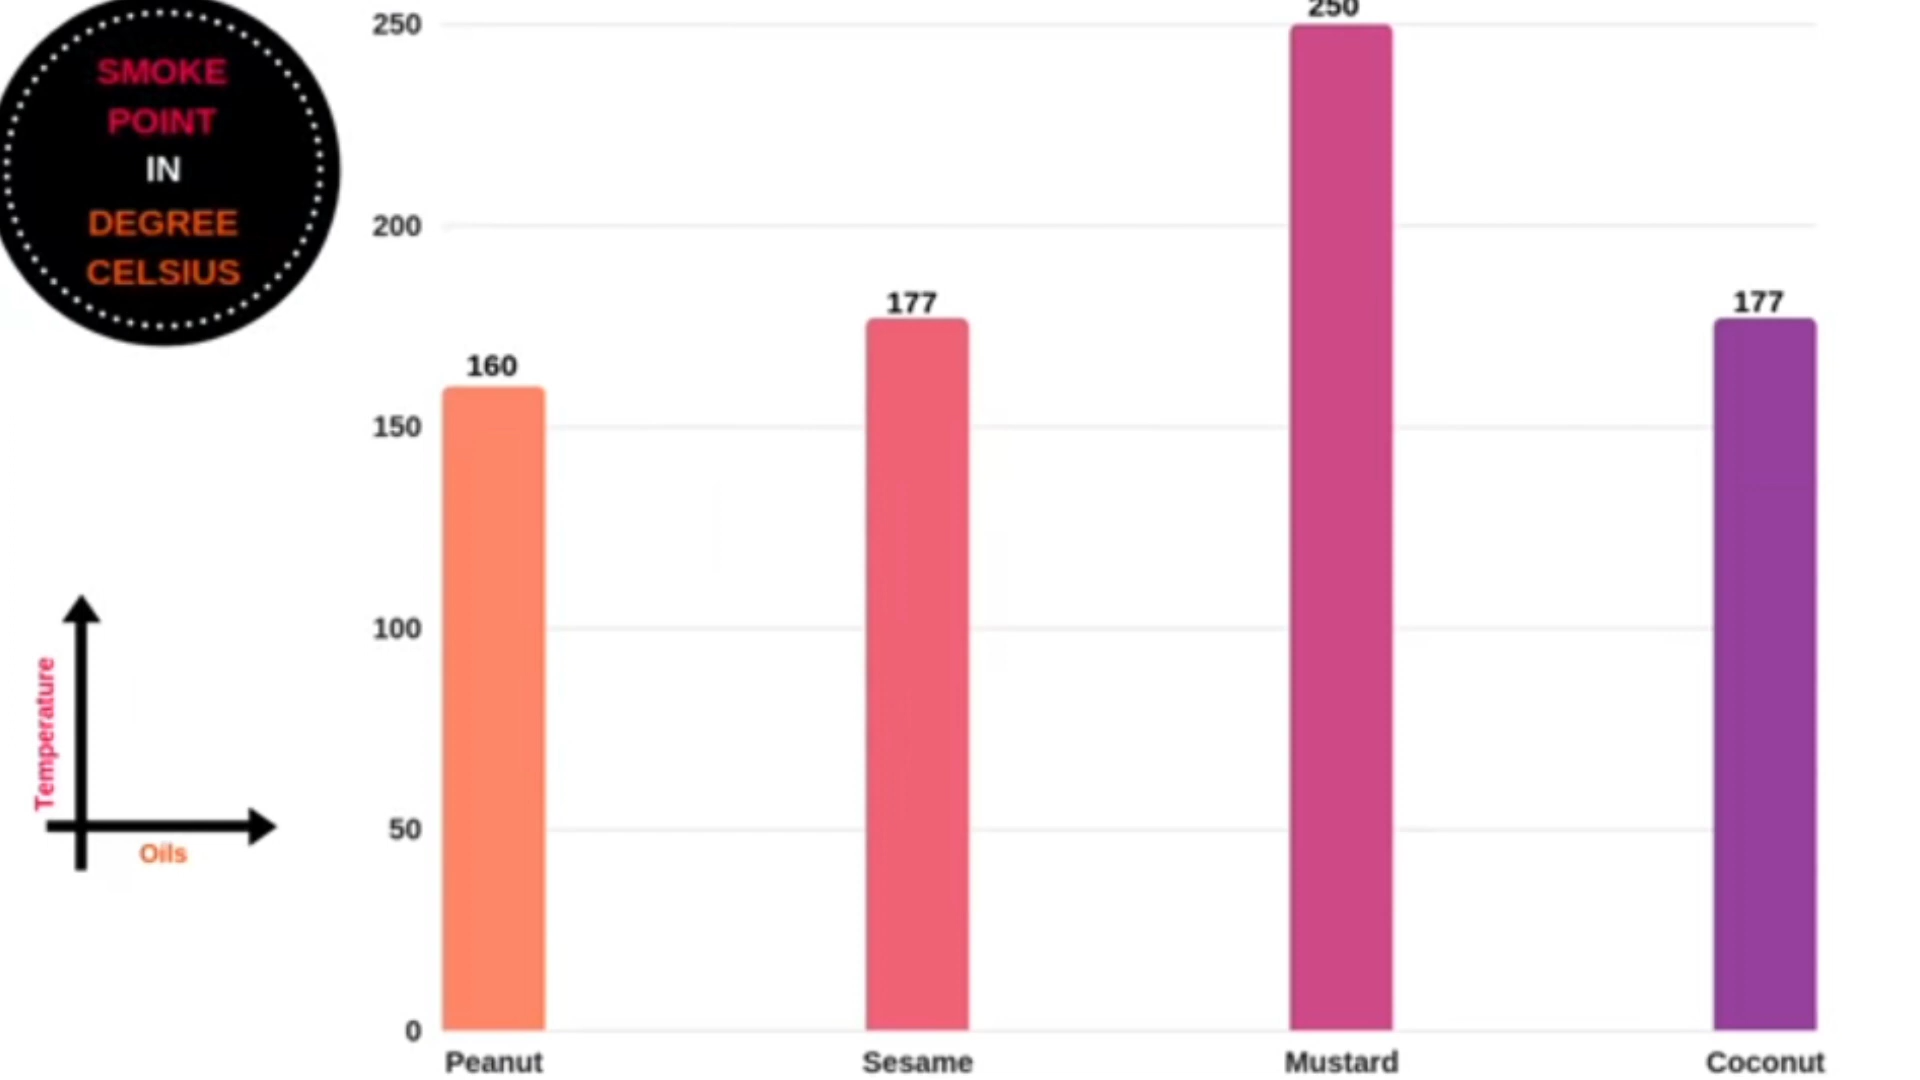 SMOKE
POINT
IN
DEGREE
CELSIUS
250
200
150
100
50
0
250
160
177
177
Peanut Sesame Mustard Coconut
Temperature
Oils